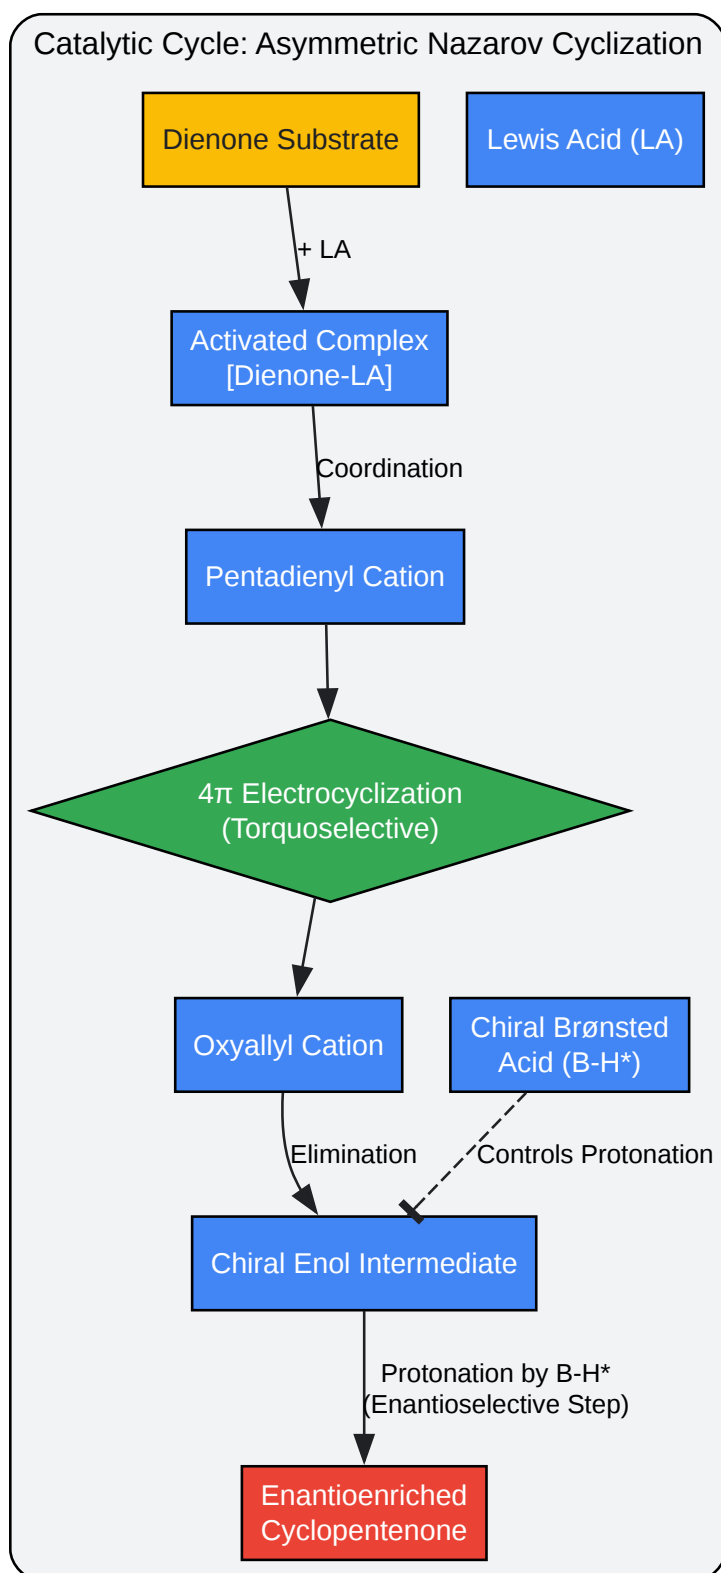 Catalytic Cycle: Asymmetric Nazarov Cyclization
Dienone Substrate
Lewis Acid (LA)
+ LA
Activated Complex
[Dienone-LA]
Coordination
Pentadienyl Cation
4π Electrocyclization
(Torquoselective)
Oxyallyl Cation
Chiral Brønsted
Acid (B-H*)
Elimination
Controls Protonation
Chiral Enol Intermediate
Protonation by B-H*
(Enantioselective Step)
Enantioenriched
Cyclopentenone